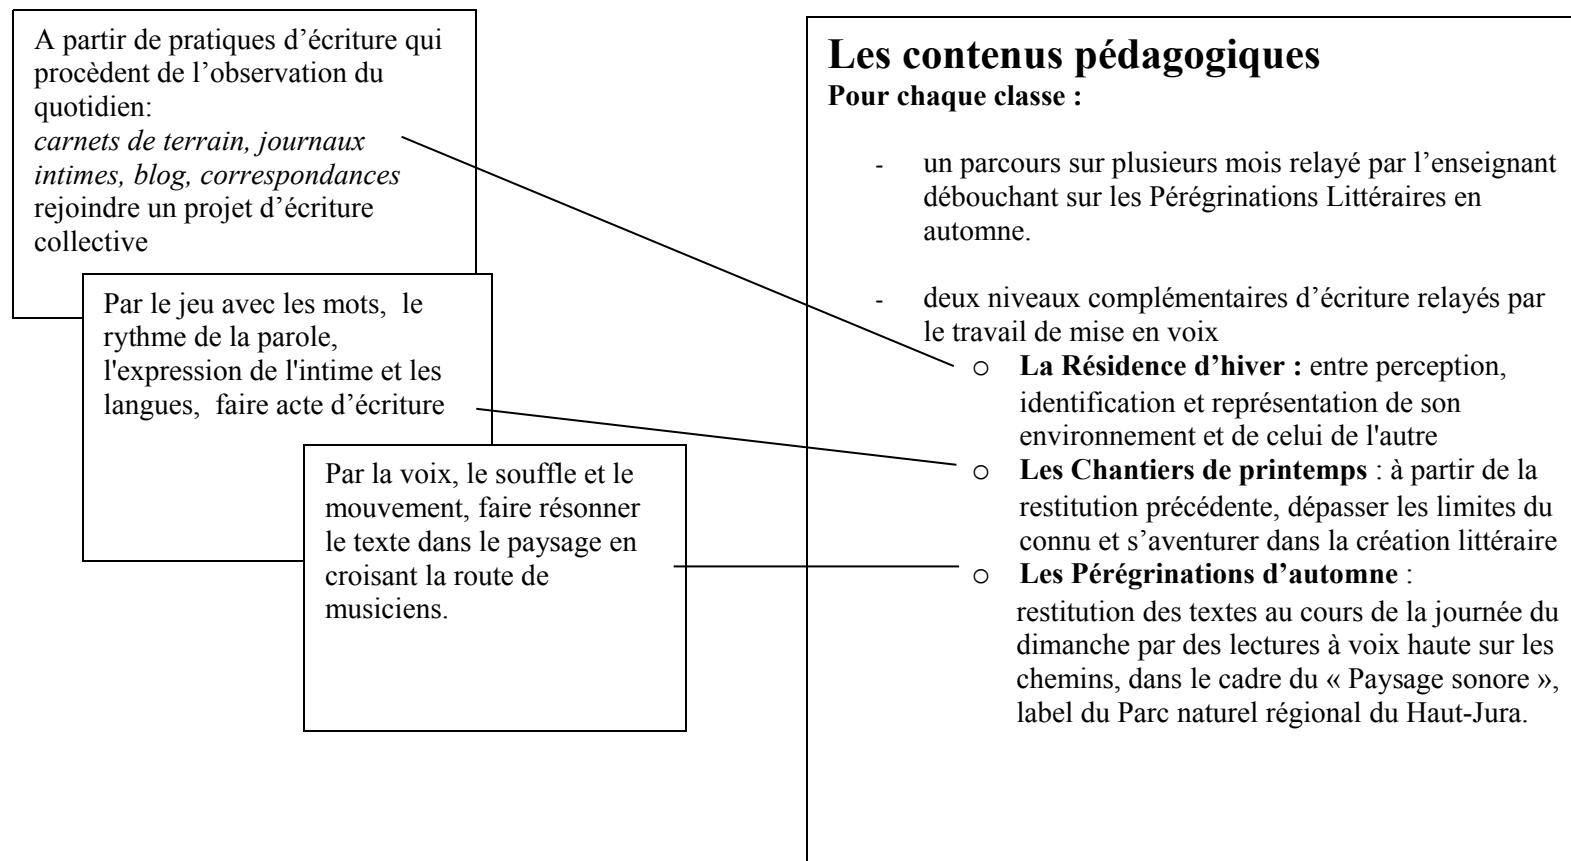 A partir de pratiques d’écriture qui
procèdent de l’observation du
quotidien:
carnets de terrain, journaux
intimes, blog, correspondances
rejoindre un projet d’écriture
collective
Par le jeu avec les mots,  le
rythme de la parole,
l'expression de l'intime et les
langues,  faire acte d’écriture
Par la voix, le souffle et le
mouvement, faire résonner
le texte dans le paysage en
croisant la route de
musiciens.
Les contenus pédagogiques
Pour chaque classe :
- un parcours sur plusieurs mois relayé par l’enseignant
débouchant sur les Pérégrinations Littéraires en
automne.
- deux niveaux complémentaires d’écriture relayés par
le travail de mise en voix
o La Résidence d’hiver : entre perception,
identification et représentation de son
environnement et de celui de l'autre
o Les Chantiers de printemps : à partir de la
restitution précédente, dépasser les limites du
connu et s’aventurer dans la création littéraire
o Les Pérégrinations d’automne :
restitution des textes au cours de la journée du
dimanche par des lectures à voix haute sur les
chemins, dans le cadre du « Paysage sonore »,
label du Parc naturel régional du Haut-Jura.